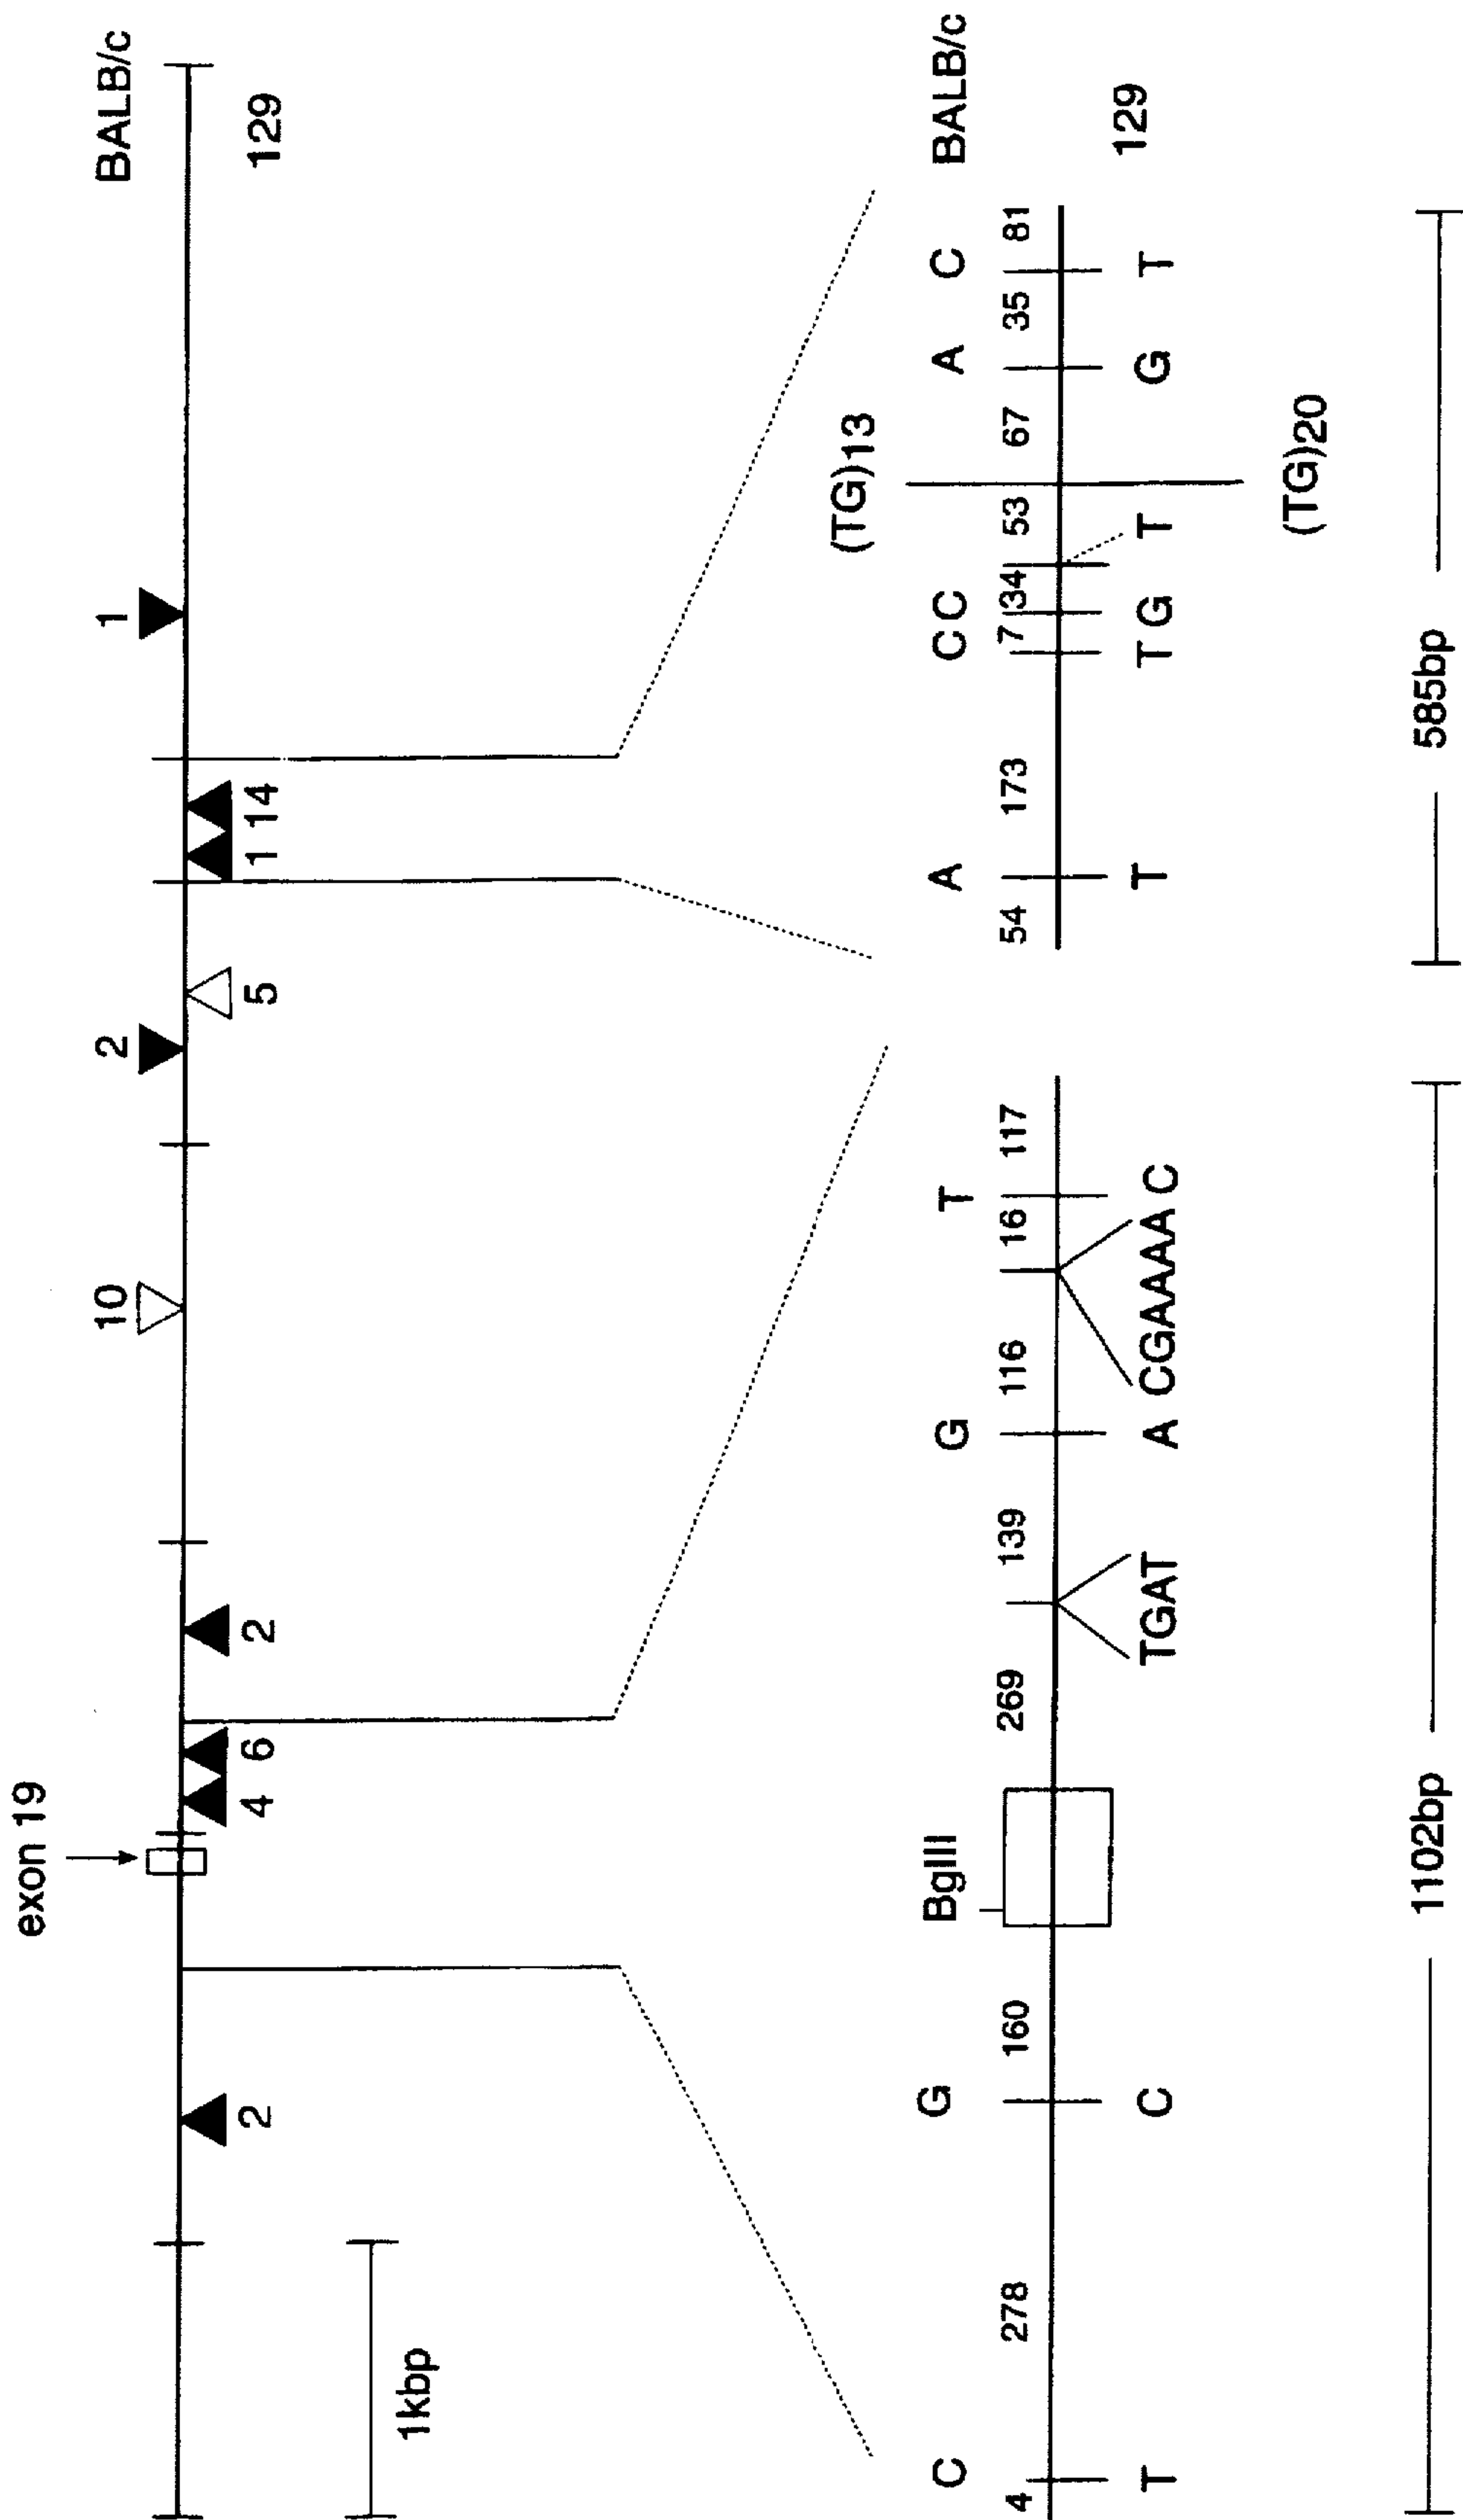 exon 19
10
2
1
BALB/c
2
4
6
2
5
1
14
129
1kbp
(TG)13
C
G
BglII
G
T
A
C C
A
C
BALB/c
4
278
160
269
139
116
16
117
54
173
7
34
53
67
35
81
T
C
TGAT
A
CGAAAA
C
T
T G
T
G
T
129
(TG)20
1102bp
585bp